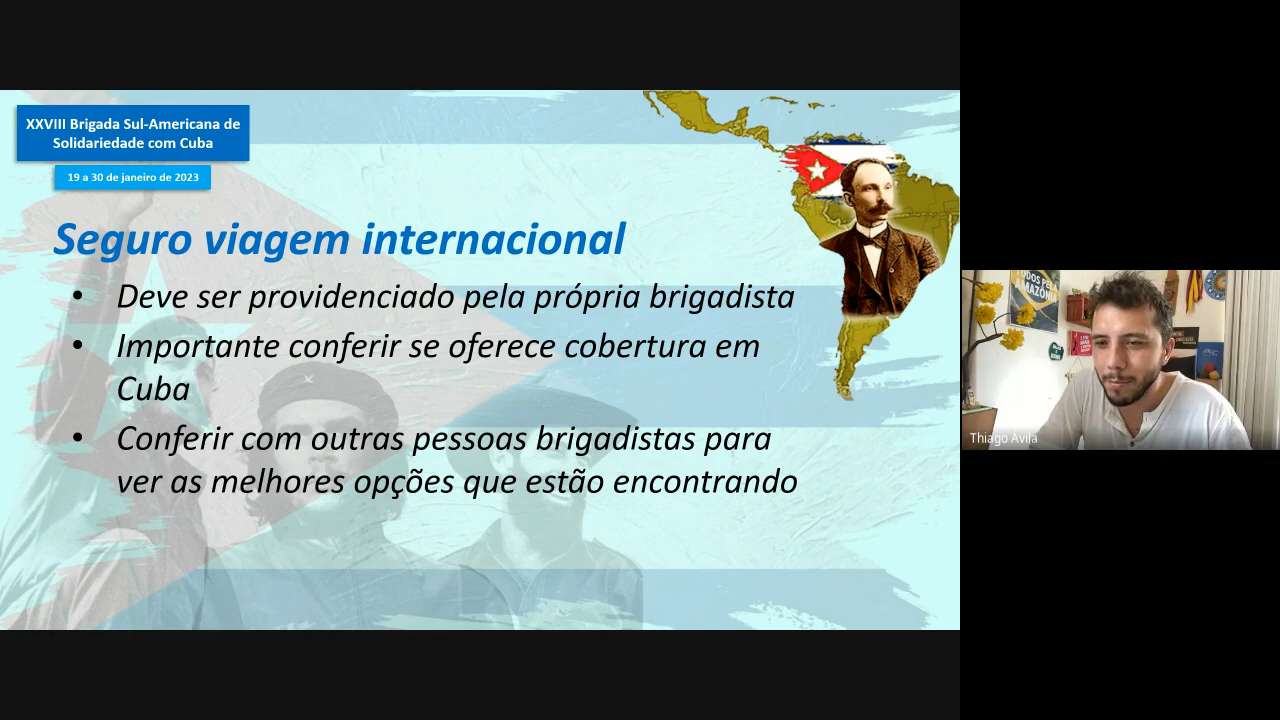 XXVIII Brigada Sul-Americana de
Solidariedade com Cuba
19 a 30 de janeiro de 2023
Seguro viagem internacional
• Deve ser providenciado pela própria brigadista
• Importante conferir se oferece cobertura em
Cuba
• Conferir com outras pessoas brigadistas para
ver as melhores opções que estão encontrando
AMAZÔNIA
Thiago Ávila